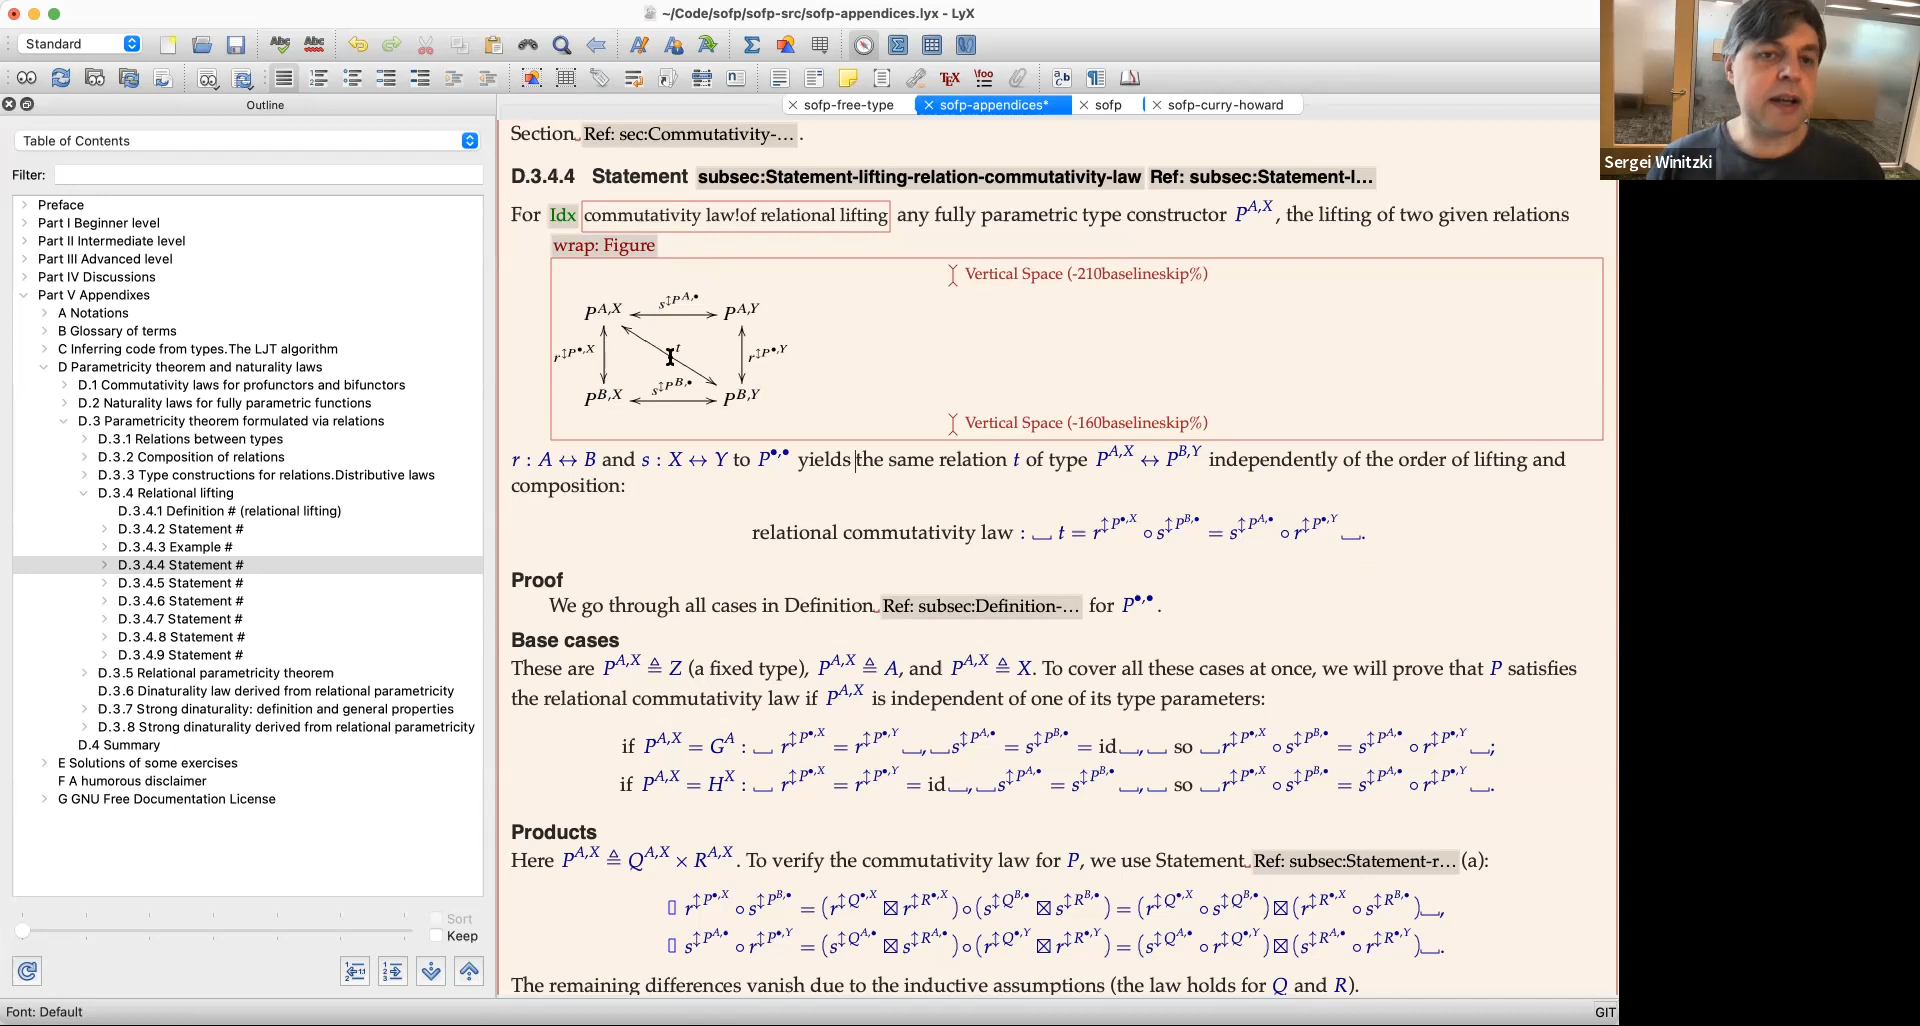 ~/Code/sofp/sofp-src/sofp-appendices.lyx - LyX
Standard
Outline
sofp-free-type
sofp-appendices*
sofp
sofp-curry-howard
Table of Contents
Filter:
Preface
Part I Beginner level
Part II Intermediate level
Part III Advanced level
Part IV Discussions
Part V Appendixes
A Notations
B Glossary of terms
C Inferring code from types.The LJT algorithm
D Parametricity theorem and naturality laws
D.1 Commutativity laws for profunctors and bifunctors
D.2 Naturality laws for fully parametric functions
D.3 Parametricity theorem formulated via relations
D.3.1 Relations between types
D.3.2 Composition of relations
D.3.3 Type constructions for relations.Distributive laws
D.3.4 Relational lifting
D.3.4.1 Definition # (relational lifting)
D.3.4.2 Statement #
D.3.4.3 Example #
D.3.4.4 Statement #
D.3.4.5 Statement #
D.3.4.6 Statement #
D.3.4.7 Statement #
D.3.4.8 Statement #
D.3.4.9 Statement #
D.3.5 Relational parametricity theorem
D.3.6 Dinaturality law derived from relational parametricity
D.3.7 Strong dinaturality: definition and general properties
D.3.8 Strong dinaturality derived from relational parametricity
D.4 Summary
E Solutions of some exercises
F A humorous disclaimer
G GNU Free Documentation License
Sort
Keep
Font: Default
Section Ref: sec:Commutativity-... .
D.3.4.4 Statement subsec:Statement-lifting-relation-commutativity-law Ref: subsec:Statement-l...
For Idx commutativity law!of relational lifting any fully parametric type constructor P^{A,X}, the lifting of two given relations
wrap: Figure
Vertical Space (-210baselineskip%)
P^{A,X} s^{↕P^{A,•}} P^{A,Y}
r^{↕P^{•,X}} t r^{↕P^{•,Y}}
P^{B,X} s^{↕P^{B,•}} P^{B,Y}
Vertical Space (-160baselineskip%)
r : A ↔ B and s : X ↔ Y to P^{•,•} yields the same relation t of type P^{A,X} ↔ P^{B,Y} independently of the order of lifting and
composition:
relational commutativity law : t = r^{↕P^{•,X}} ∘ s^{↕P^{B,•}} = s^{↕P^{A,•}} ∘ r^{↕P^{•,Y}} .
Proof
We go through all cases in Definition Ref: subsec:Definition-... for P^{•,•} .
Base cases
These are P^{A,X} ≜ Z (a fixed type), P^{A,X} ≜ A, and P^{A,X} ≜ X. To cover all these cases at once, we will prove that P satisfies
the relational commutativity law if P^{A,X} is independent of one of its type parameters:
if P^{A,X} = G^A : r^{↕P^{•,X}} = r^{↕P^{•,Y}} , s^{↕P^{A,•}} = s^{↕P^{B,•}} = id , so r^{↕P^{•,X}} ∘ s^{↕P^{B,•}} = s^{↕P^{A,•}} ∘ r^{↕P^{•,Y}} ;
if P^{A,X} = H^X : r^{↕P^{•,X}} = r^{↕P^{•,Y}} = id , s^{↕P^{A,•}} = s^{↕P^{B,•}} , so r^{↕P^{•,X}} ∘ s^{↕P^{B,•}} = s^{↕P^{A,•}} ∘ r^{↕P^{•,Y}} .
Products
Here P^{A,X} ≜ Q^{A,X} × R^{A,X}. To verify the commutativity law for P, we use Statement Ref: subsec:Statement-r... (a):
r^{↕P^{•,X}} ∘ s^{↕P^{B,•}} = (r^{↕Q^{•,X}} ⊠ r^{↕R^{•,X}}) ∘ (s^{↕Q^{B,•}} ⊠ s^{↕R^{B,•}}) = (r^{↕Q^{•,X}} ∘ s^{↕Q^{B,•}}) ⊠ (r^{↕R^{•,X}} ∘ s^{↕R^{B,•}}) ,
s^{↕P^{A,•}} ∘ r^{↕P^{•,Y}} = (s^{↕Q^{A,•}} ⊠ s^{↕R^{A,•}}) ∘ (r^{↕Q^{•,Y}} ⊠ r^{↕R^{•,Y}}) = (s^{↕Q^{A,•}} ∘ r^{↕Q^{•,Y}}) ⊠ (s^{↕R^{A,•}} ∘ r^{↕R^{•,Y}}) .
The remaining differences vanish due to the inductive assumptions (the law holds for Q and R).
GIT
Sergei Winitzki